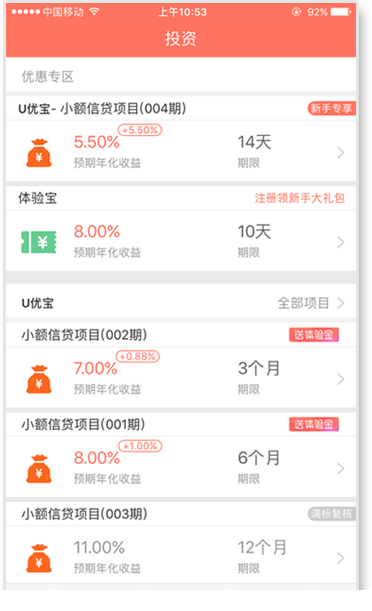 中国移动 上午10:53 92%
投资
优惠专区
U优宝- 小额信贷项目(004期) 新手专享
5.50% +5.50% 14天
预期年化收益 期限
体验宝 注册领新手大礼包
8.00% 10天
预期年化收益 期限
U优宝 全部项目
小额信贷项目(002期) 送体验金
7.00% +0.88% 3个月
预期年化收益 期限
小额信贷项目(001期) 送体验金
8.00% +1.00% 6个月
预期年化收益 期限
小额信贷项目(003期) 满标复核
11.00% 12个月
预期年化收益 期限